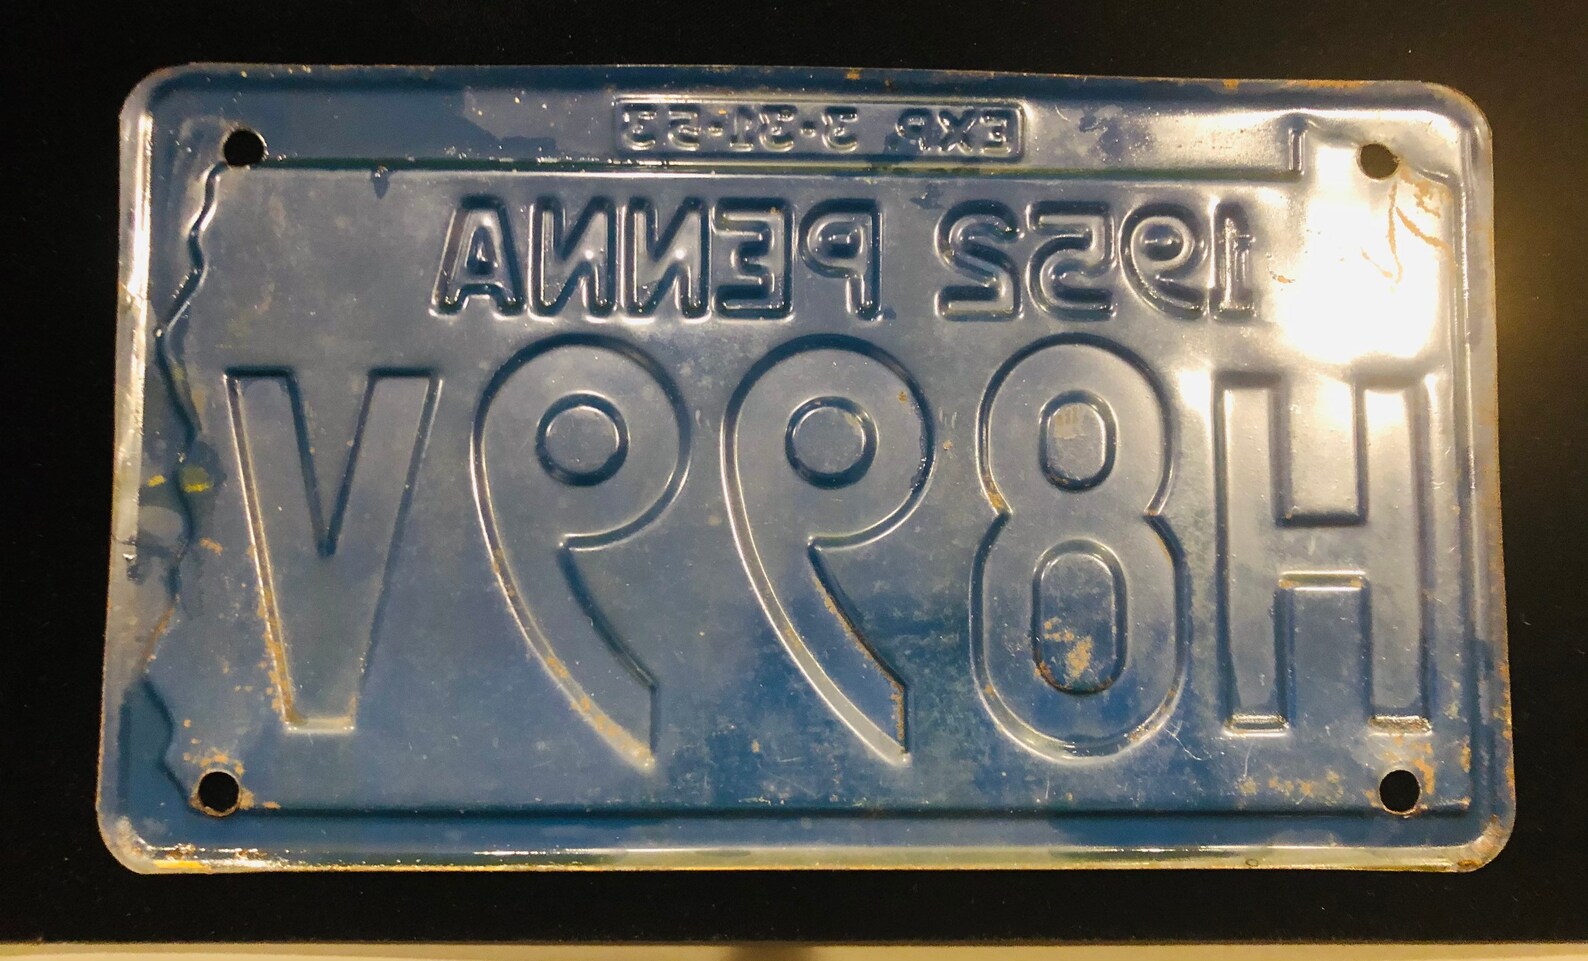 EXP. 3-31-53
1952 PENNA
H899V